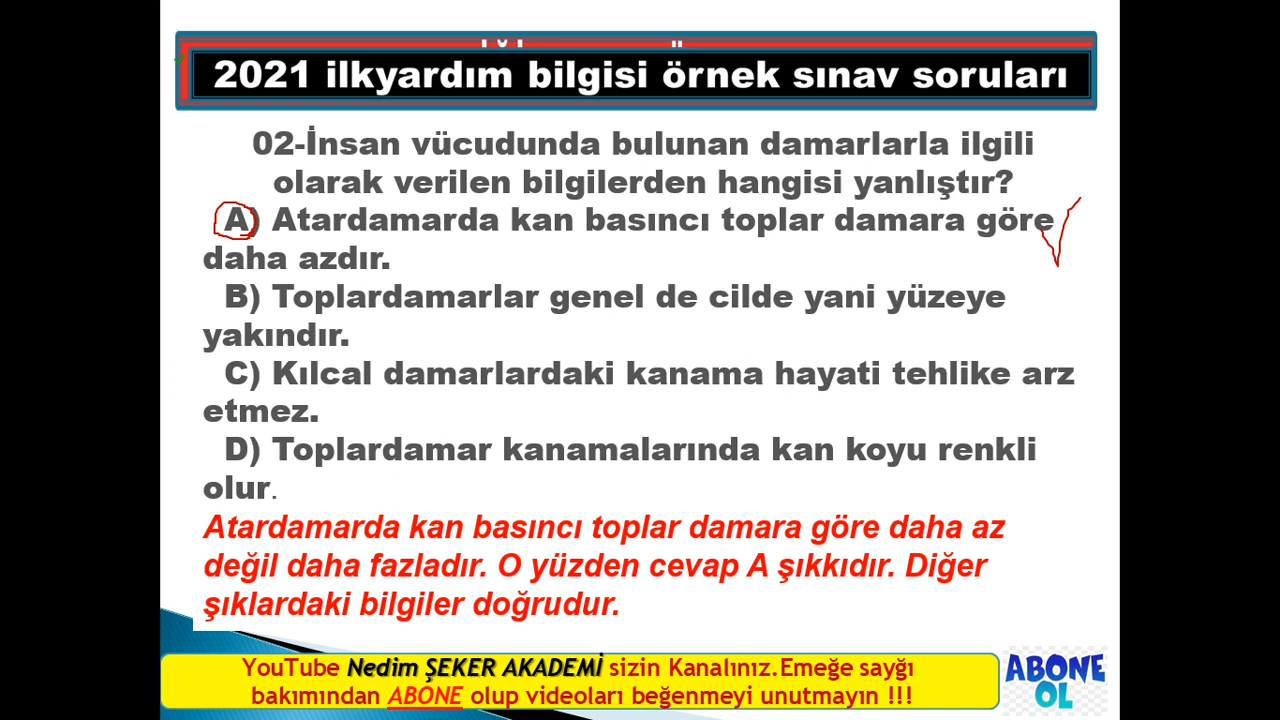 2021 ilkyardım bilgisi örnek sınav soruları
02-İnsan vücudunda bulunan damarlarla ilgili
olarak verilen bilgilerden hangisi yanlıştır?
A) Atardamarda kan basıncı toplar damara göre
daha azdır.
B) Toplardamarlar genel de cilde yani yüzeye
yakındır.
C) Kılcal damarlardaki kanama hayati tehlike arz
etmez.
D) Toplardamar kanamalarında kan koyu renkli
olur.
Atardamarda kan basıncı toplar damara göre daha az
değil daha fazladır. O yüzden cevap A şıkkıdır. Diğer
şıklardaki bilgiler doğrudur.
YouTube Nedim ŞEKER AKADEMİ sizin Kanalınız.Emeğe sayğı
bakımından ABONE olup videoları beğenmeyi unutmayın !!!
ABONE
OL